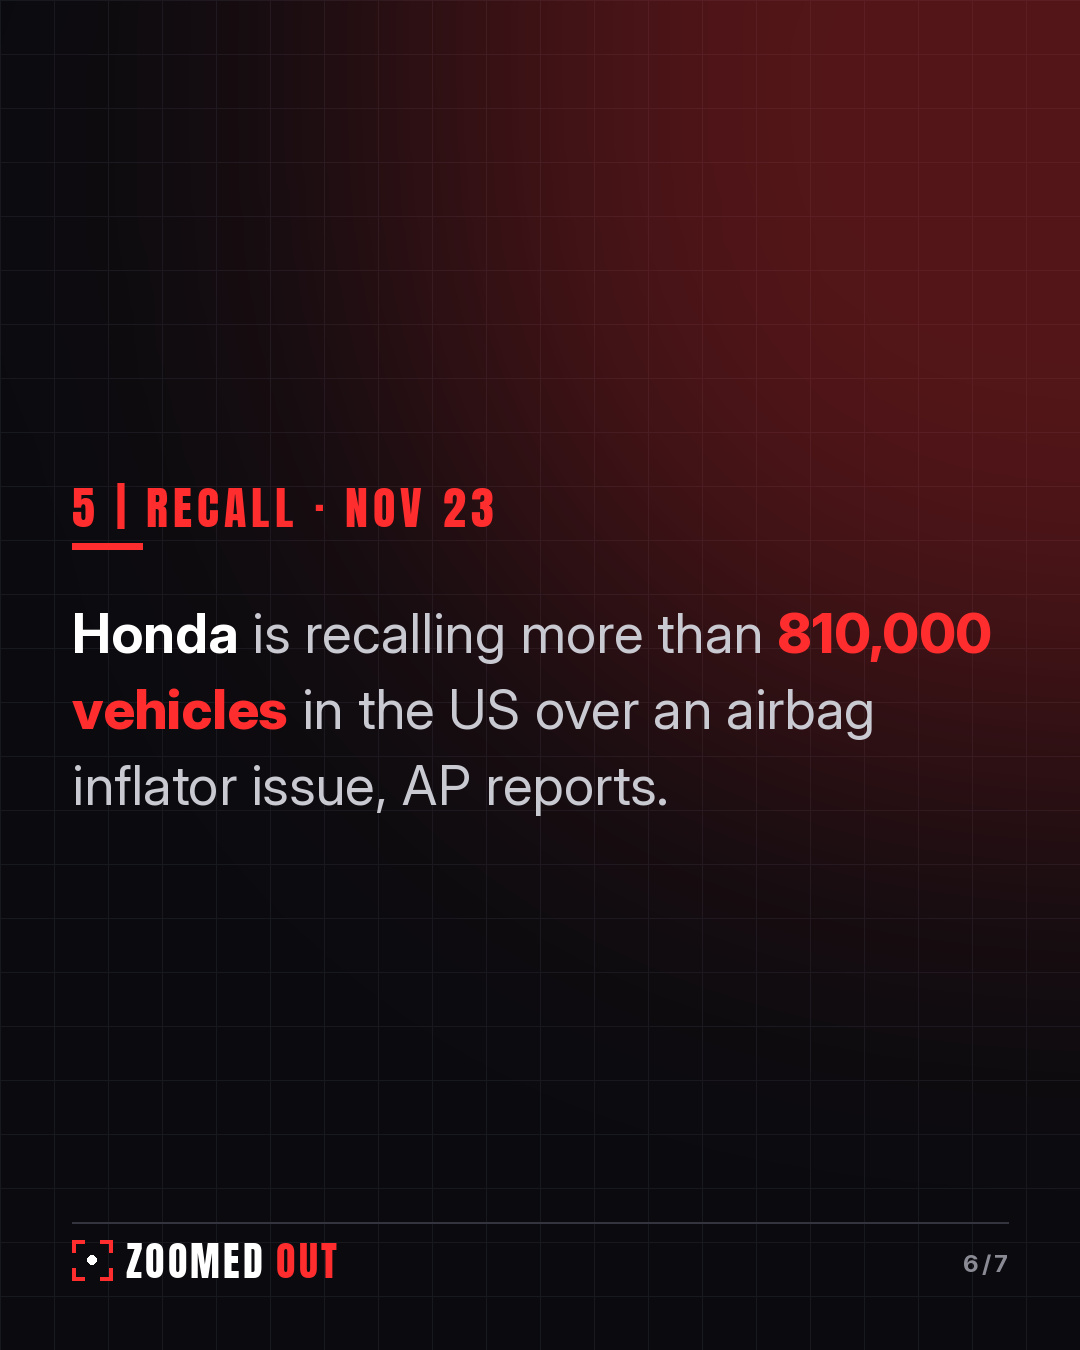 5 | RECALL · NOV 23
Honda is recalling more than 810,000
vehicles in the US over an airbag
inflator issue, AP reports.
ZOOMED OUT
6/7